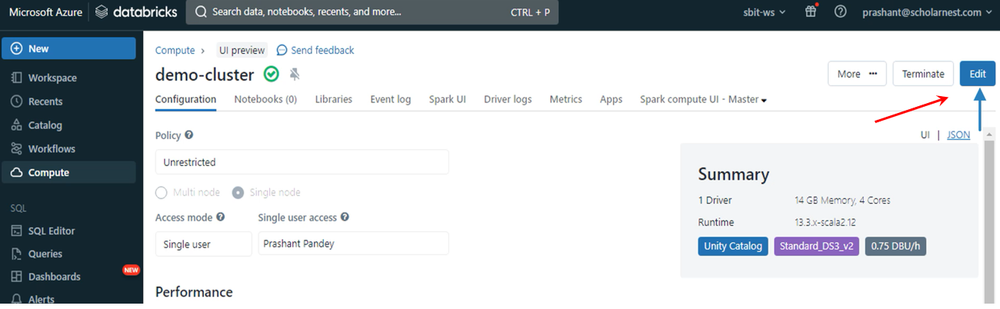 Microsoft Azure databricks Search data, notebooks, recents, and more... CTRL + P sbit-ws prashant@scholarnest.com
New
Workspace
Recents
Catalog
Workflows
Compute
SQL
SQL Editor
Queries
Dashboards NEW
Alerts
Compute > UI preview Send feedback
demo-cluster More ••• Terminate Edit
Configuration Notebooks (0) Libraries Event log Spark UI Driver logs Metrics Apps Spark compute UI - Master
UI | JSON
Policy ?
Unrestricted
Multi node Single node
Access mode ? Single user access ?
Single user Prashant Pandey
Performance
Summary
1 Driver 14 GB Memory, 4 Cores
Runtime 13.3.x-scala2.12
Unity Catalog Standard_DS3_v2 0.75 DBU/h